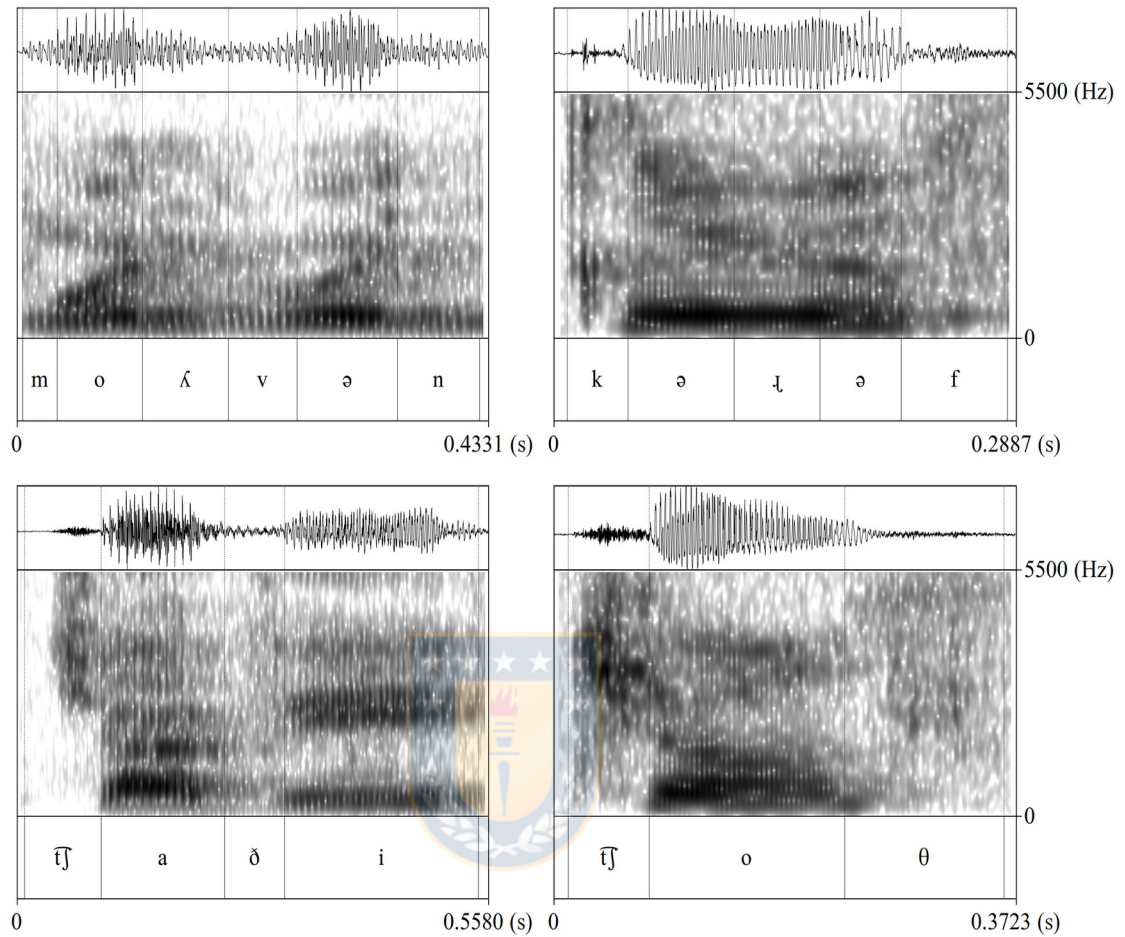 5500 (Hz)
m o ʎ v ə n
k ə ɻ ə f
0
0 0.4331 (s)
0 0.2887 (s)
5500 (Hz)
t͡ʃ a ð i
t͡ʃ o θ
0
0 0.5580 (s)
0 0.3723 (s)